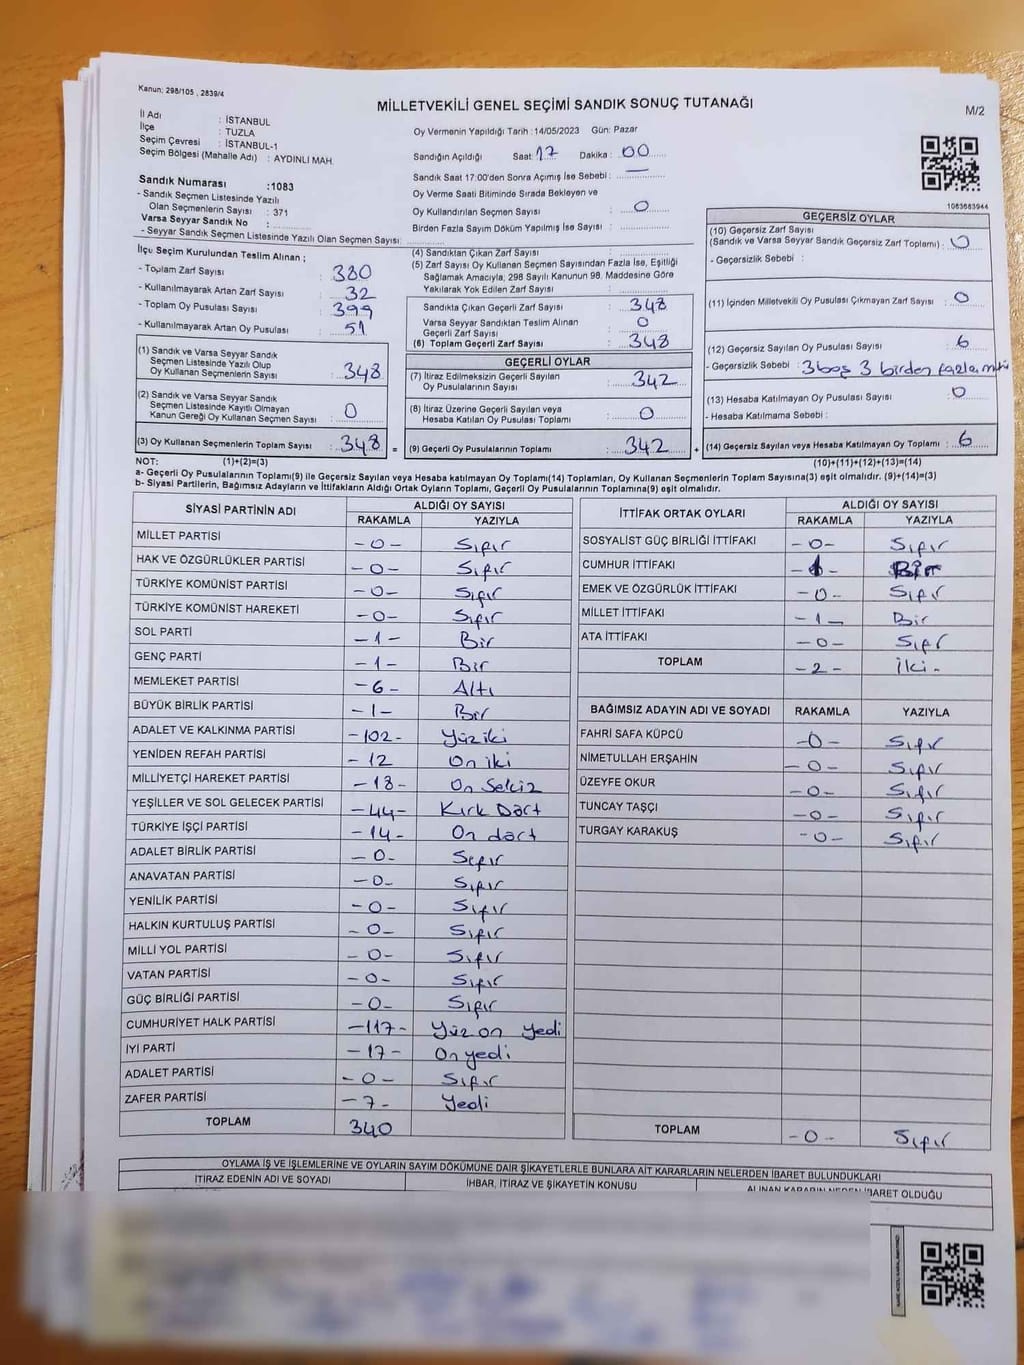 Kanun: 298/105 , 2839/4
MİLLETVEKİLİ GENEL SEÇİMİ SANDIK SONUÇ TUTANAĞI
M/2
İl Adı : İSTANBUL
İlçe : TUZLA
Seçim Çevresi : İSTANBUL-1
Seçim Bölgesi (Mahalle Adı) : AYDINLI MAH.
Oy Vermenin Yapıldığı Tarih :14/05/2023 Gün: Pazar
Sandığın Açıldığı Saat: 17 Dakika : 00
Sandık Saat 17:00'den Sonra Açımış İse Sebebi : —
Oy Verme Saati Bitiminde Sırada Bekleyen ve
Oy Kullandırılan Seçmen Sayısı : 0
Birden Fazla Sayım Döküm Yapılmış İse Sayısı :
Sandık Numarası :1083
- Sandık Seçmen Listesinde Yazılı
Olan Seçmenlerin Sayısı : 371
Varsa Seyyar Sandık No :
- Seyyar Sandık Seçmen Listesinde Yazılı Olan Seçmen Sayısı:
1083683944
İlçe Seçim Kurulundan Teslim Alınan ;
- Toplam Zarf Sayısı : 380
- Kullanılmayarak Artan Zarf Sayısı : 32
- Toplam Oy Pusulası Sayısı : 399
- Kullanılmayarak Artan Oy Pusulası : 51
(1) Sandık ve Varsa Seyyar Sandık
Seçmen Listesinde Yazılı Olup
Oy Kullanan Seçmenlerin Sayısı : 348
(2) Sandık ve Varsa Seyyar Sandık
Seçmen Listesinde Kayıtlı Olmayan
Kanun Gereği Oy Kullanan Seçmen Sayısı : 0
(3) Oy Kullanan Seçmenlerin Toplam Sayısı : 348 =
(4) Sandıktan Çıkan Zarf Sayısı :
(5) Zarf Sayısı Oy Kullanan Seçmen Sayısından Fazla İse, Eşitliği
Sağlamak Amacıyla; 298 Sayılı Kanunun 98. Maddesine Göre
Yakılarak Yok Edilen Zarf Sayısı :
Sandıkta Çıkan Geçerli Zarf Sayısı : 348
Varsa Seyyar Sandıktan Teslim Alınan
Geçerli Zarf Sayısı : 0
(6) Toplam Geçerli Zarf Sayısı : 348
GEÇERLİ OYLAR
(7) İtiraz Edilmeksizin Geçerli Sayılan
Oy Pusulalarının Sayısı : 342
(8) İtiraz Üzerine Geçerli Sayılan veya
Hesaba Katılan Oy Pusulası Toplamı : 0
(9) Geçerli Oy Pusulalarının Toplamı : 342 +
GEÇERSİZ OYLAR
(10) Geçersiz Zarf Sayısı
(Sandık ve Varsa Seyyar Sandık Geçersiz Zarf Toplamı) : 0
- Geçersizlik Sebebi :
(11) İçinden Milletvekili Oy Pusulası Çıkmayan Zarf Sayısı : 0
(12) Geçersiz Sayılan Oy Pusulası Sayısı : 6
- Geçersizlik Sebebi : 3 boş 3 birden fazla
(13) Hesaba Katılmayan Oy Pusulası Sayısı : 0
- Hesaba Katılmama Sebebi :
(14) Geçersiz Sayılan veya Hesaba Katılmayan Oy Toplamı : 6
NOT: (1)+(2)=(3) (10)+(11)+(12)+(13)=(14)
a- Geçerli Oy Pusulalarının Toplamı(9) ile Geçersiz Sayılan veya Hesaba katılmayan Oy Toplamı(14) Toplamları, Oy Kullanan Seçmenlerin Toplam Sayısına(3) eşit olmalıdır. (9)+(14)=(3)
b- Siyasi Partilerin, Bağımsız Adayların ve İttifakların Aldığı Ortak Oyların Toplamı, Geçerli Oy Pusulalarının Toplamına(9) eşit olmalıdır.
SİYASİ PARTİNİN ADI ALDIĞI OY SAYISI
RAKAMLA YAZIYLA
MİLLET PARTİSİ -0- Sıfır
HAK VE ÖZGÜRLÜKLER PARTİSİ -0- Sıfır
TÜRKİYE KOMÜNİST PARTİSİ -0- Sıfır
TÜRKİYE KOMÜNİST HAREKETİ -0- Sıfır
SOL PARTİ -1- Bir
GENÇ PARTİ -1- Bir
MEMLEKET PARTİSİ -6- Altı
BÜYÜK BİRLİK PARTİSİ -1- Bir
ADALET VE KALKINMA PARTİSİ -102- Yüziki
YENİDEN REFAH PARTİSİ - 12 On iki
MİLLİYETÇİ HAREKET PARTİSİ -18- On Sekiz
YEŞİLLER VE SOL GELECEK PARTİSİ -44- Kırk Dört
TÜRKİYE İŞÇİ PARTİSİ -14- On dört
ADALET BİRLİK PARTİSİ -0- Sıfır
ANAVATAN PARTİSİ -0- Sıfır
YENİLİK PARTİSİ -0- Sıfır
HALKIN KURTULUŞ PARTİSİ -0- Sıfır
MİLLİ YOL PARTİSİ -0- Sıfır
VATAN PARTİSİ -0- Sıfır
GÜÇ BİRLİĞİ PARTİSİ -0- Sıfır
CUMHURİYET HALK PARTİSİ -117- Yüz on Yedi
İYİ PARTİ -17- Onyedi
ADALET PARTİSİ -0- Sıfır
ZAFER PARTİSİ -7- Yedi
TOPLAM 340
İTTİFAK ORTAK OYLARI ALDIĞI OY SAYISI
RAKAMLA YAZIYLA
SOSYALİST GÜÇ BİRLİĞİ İTTİFAKI -0- Sıfır
CUMHUR İTTİFAKI -1- Bir
EMEK VE ÖZGÜRLÜK İTTİFAKI -0- Sıfır
MİLLET İTTİFAKI -1- Bir
ATA İTTİFAKI -0- Sıfır
TOPLAM -2- İki-
BAĞIMSIZ ADAYIN ADI VE SOYADI RAKAMLA YAZIYLA
FAHRİ SAFA KÜPCÜ -0- Sıfır
NİMETULLAH ERŞAHİN -0- Sıfır
ÜZEYFE OKUR -0- Sıfır
TUNCAY TAŞÇI -0- Sıfır
TURGAY KARAKUŞ -0- Sıfır
TOPLAM -0- Sıfır
OYLAMA İŞ VE İŞLEMLERİNE VE OYLARIN SAYIM DÖKÜMÜNE DAİR ŞİKAYETLERLE BUNLARA AİT KARARLARIN NELERDEN İBARET BULUNDUKLARI
İTİRAZ EDENİN ADI VE SOYADI İHBAR, İTİRAZ VE ŞİKAYETİN KONUSU ALINAN KARARIN NEDEN İBARET OLDUĞU